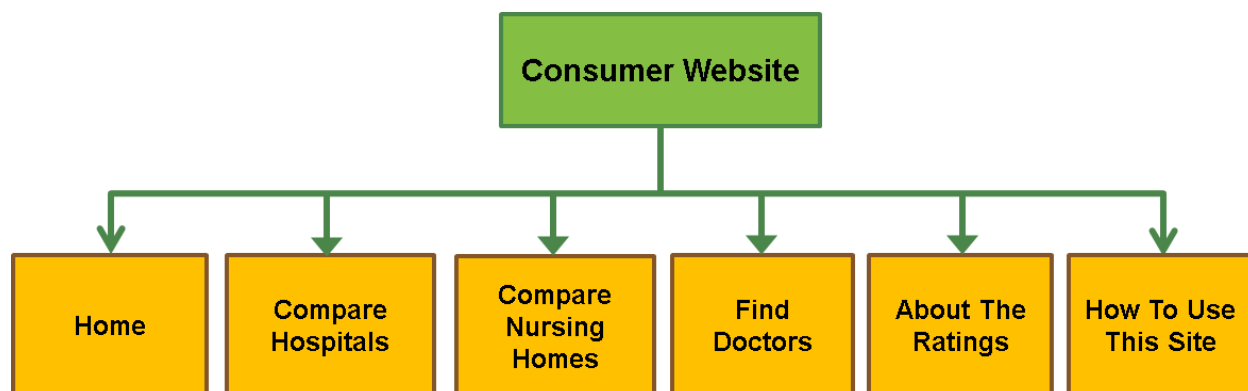 Consumer Website
Home
Compare
Hospitals
Compare
Nursing
Homes
Find
Doctors
About The
Ratings
How To Use
This Site